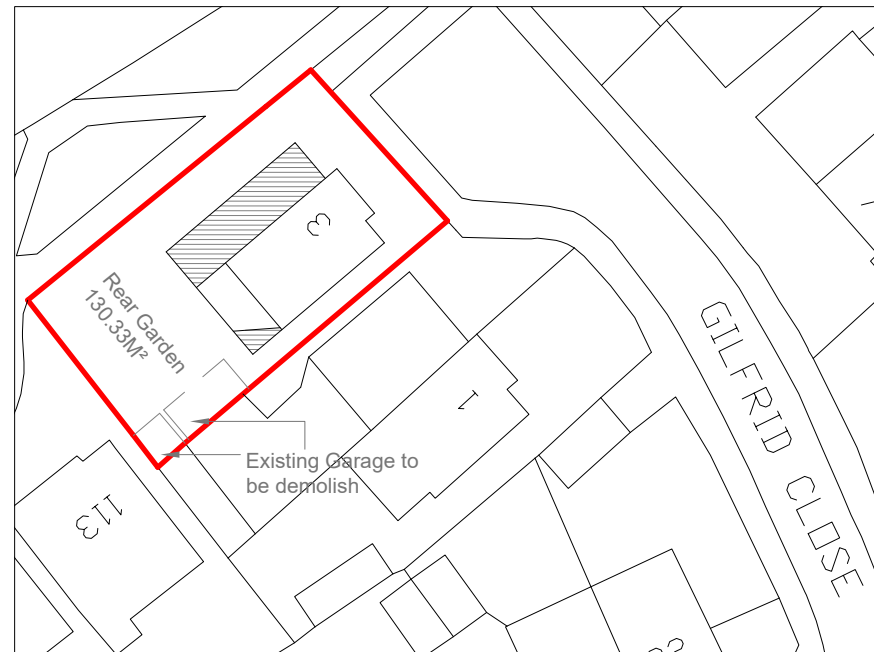 3
Rear Garden
130.33M²
GILFRID CLOSE
1
Existing Garage to
be demolish
113